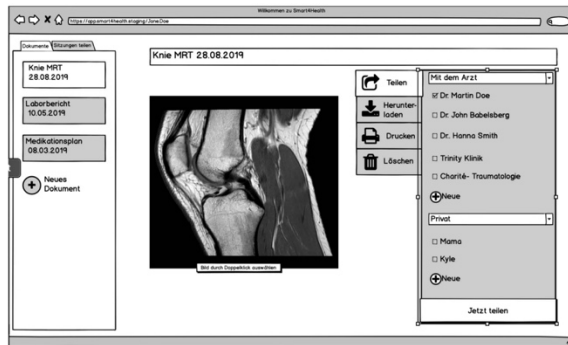 Willkommen zu Smart4Health
https://app.smart4health.staging/Jane.Doe
Dokumente
Sitzungen teilen
Knie MRT
28.08.2019
Laborbericht
10.05.2019
Medikationsplan
08.03.2019
Neues
Dokument
Knie MRT 28.08.2019
Bild durch Doppelklick auswählen
Teilen
Herunter-
laden
Drucken
Löschen
Mit dem Arzt
Dr. Martin Doe
Dr. John Babelsberg
Dr. Hanna Smith
Trinity Klinik
Charité- Traumatologie
Neue
Privat
Mama
Kyle
Neue
Jetzt teilen